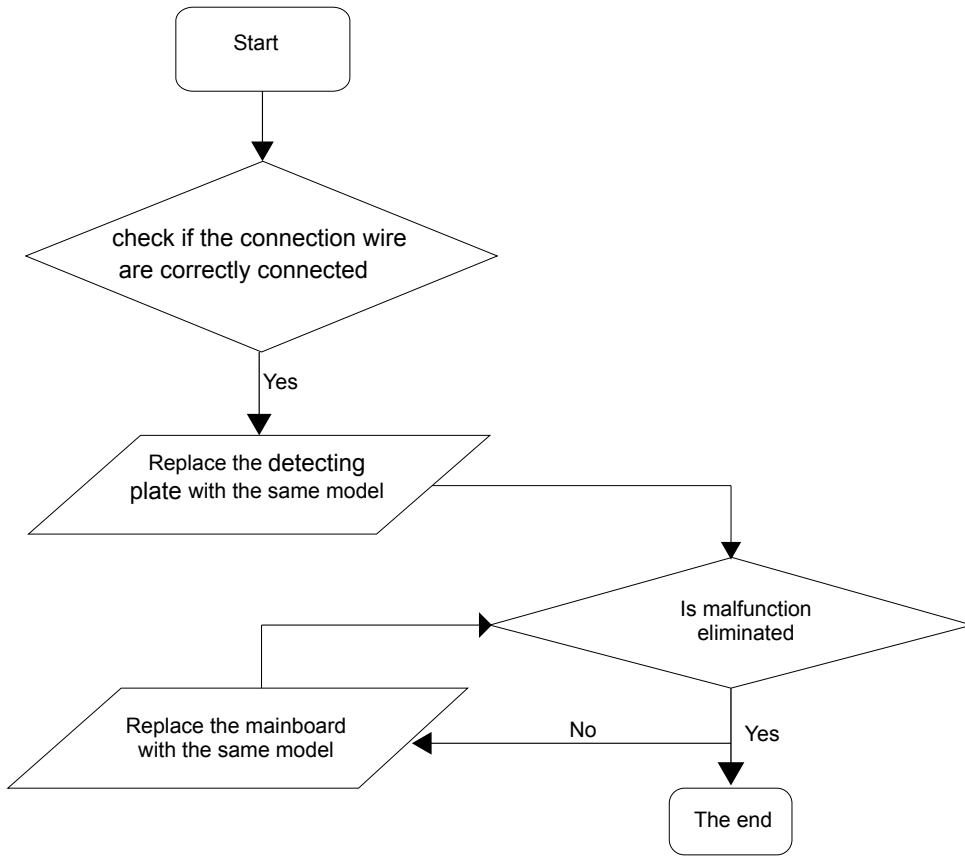 Start
check if the connection wire
are correctly connected
Yes
Replace the detecting
plate with the same model
Is malfunction
eliminated
Replace the mainboard
with the same model
No
Yes
The end